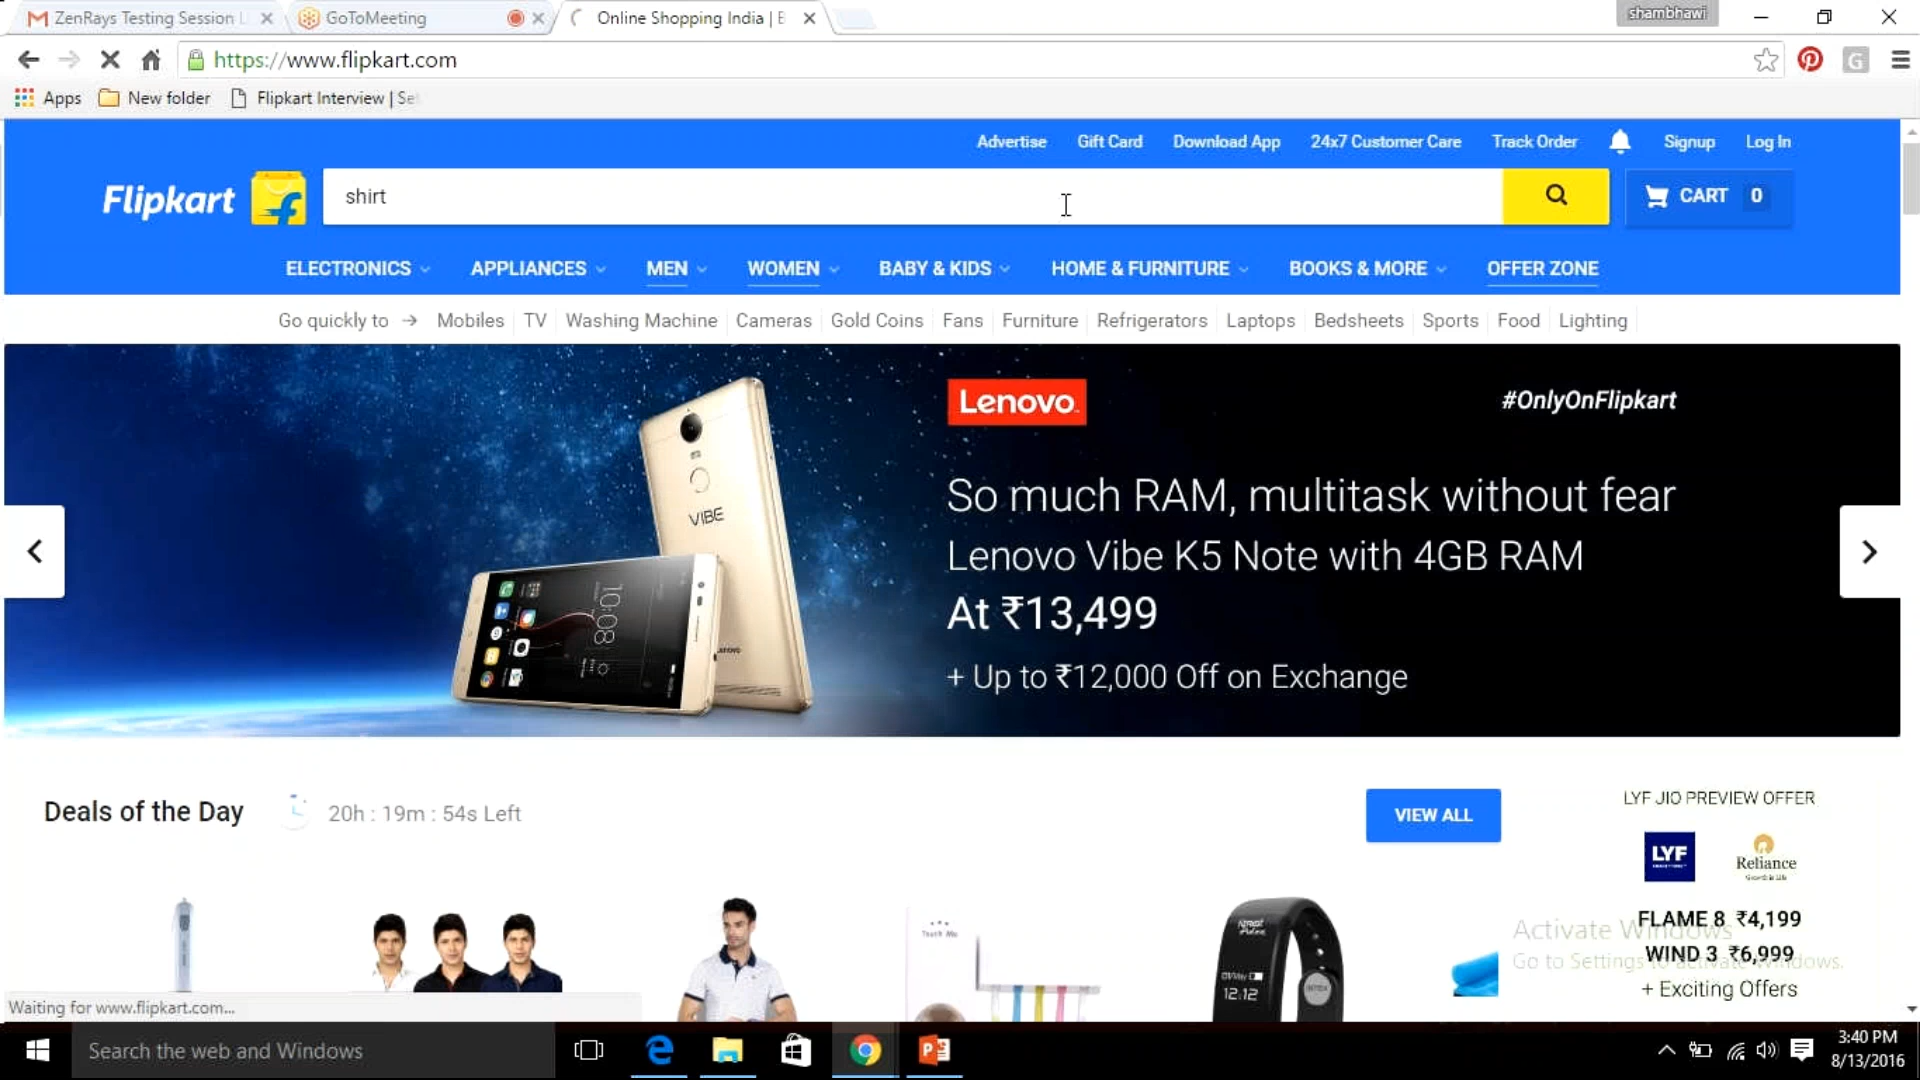 ZenRays Testing Session
GoToMeeting
Online Shopping India |
shambhawi
https://www.flipkart.com
G
Apps
New folder
Flipkart Interview |
Advertise
Gift Card
Download App
24x7 Customer Care
Track Order
Signup
Log In
Flipkart
shirt
CART 0
ELECTRONICS
APPLIANCES
MEN
WOMEN
BABY & KIDS
HOME & FURNITURE
BOOKS & MORE
OFFER ZONE
Go quickly to → Mobiles TV Washing Machine Cameras Gold Coins Fans Furniture Refrigerators Laptops Bedsheets Sports Food Lighting
Lenovo
#OnlyOnFlipkart
VIBE
So much RAM, multitask without fear
Lenovo Vibe K5 Note with 4GB RAM
At ₹13,499
+ Up to ₹12,000 Off on Exchange
10:08
Deals of the Day
20h : 19m : 54s Left
VIEW ALL
LYF JIO PREVIEW OFFER
LYF
Reliance
FLAME 8 ₹4,199
WIND 3 ₹6,999
+ Exciting Offers
Activate Windows
Go to Settings to activate Windows.
Touch Me
12:12
Waiting for www.flipkart.com...
Search the web and Windows
3:40 PM
8/13/2016